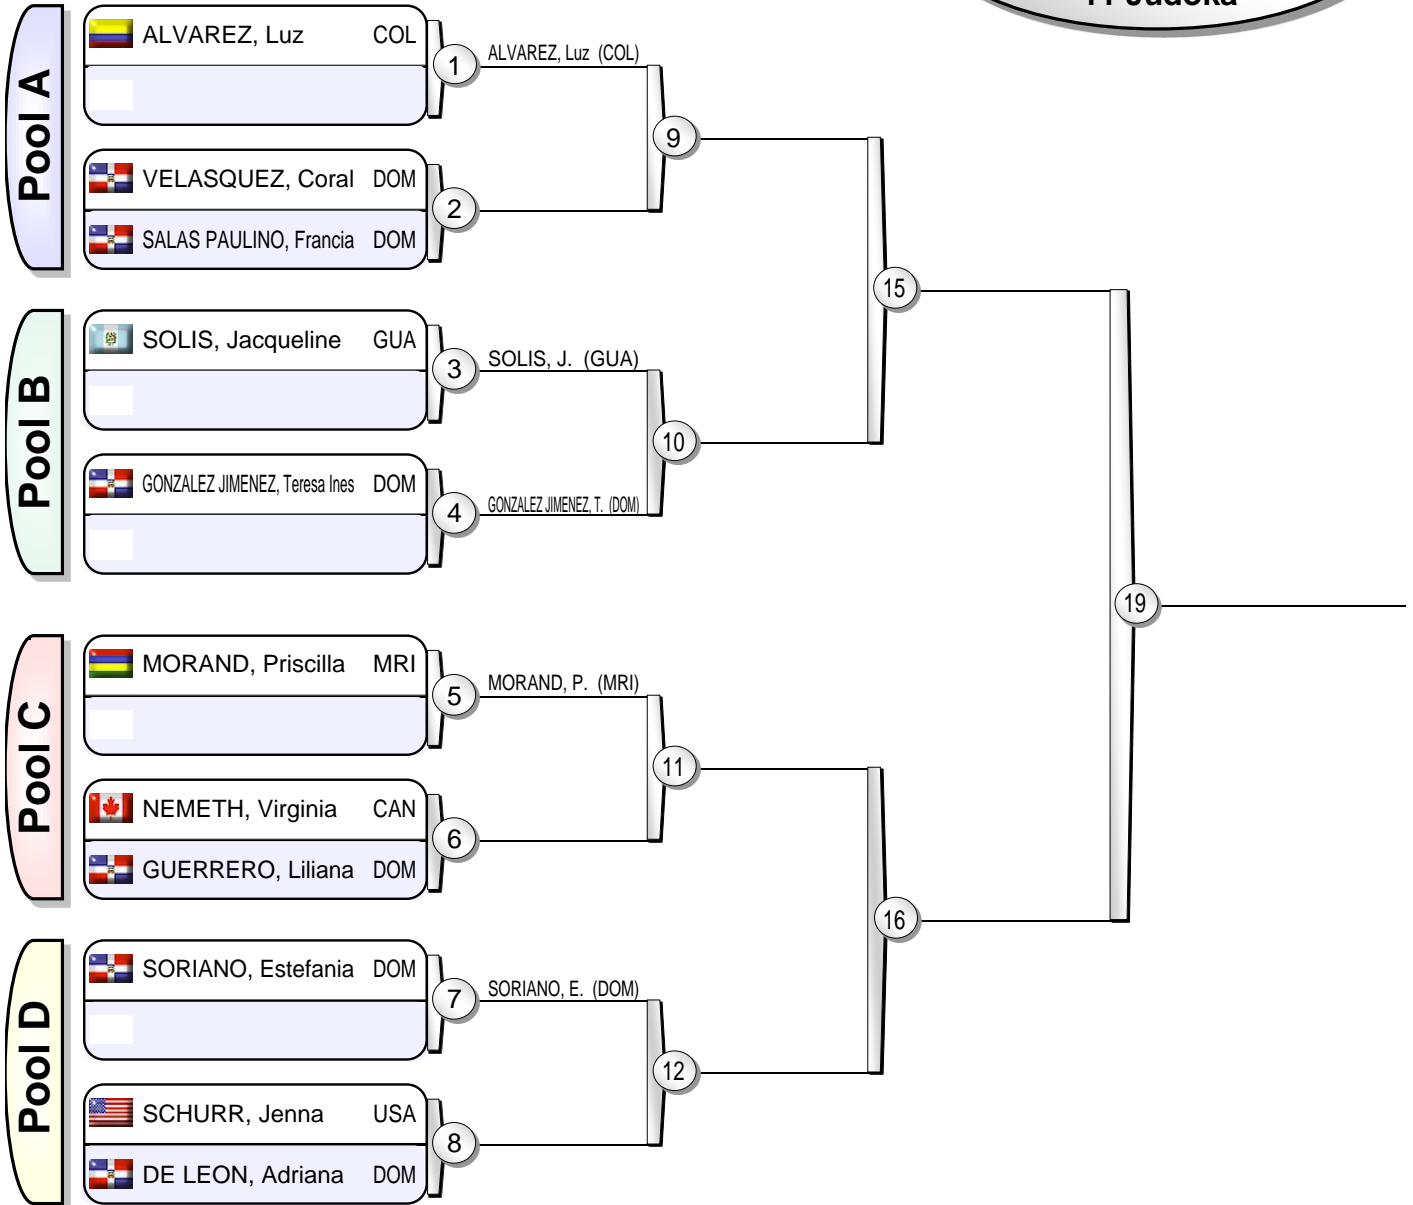 11 Judoka
Pool A
ALVAREZ, Luz COL
1
ALVAREZ, Luz (COL)
9
VELASQUEZ, Coral DOM
2
SALAS PAULINO, Francia DOM
15
Pool B
SOLIS, Jacqueline GUA
3
SOLIS, J. (GUA)
10
GONZALEZ JIMENEZ, Teresa Ines DOM
4
GONZALEZ JIMENEZ, T. (DOM)
19
Pool C
MORAND, Priscilla MRI
5
MORAND, P. (MRI)
11
NEMETH, Virginia CAN
6
GUERRERO, Liliana DOM
16
Pool D
SORIANO, Estefania DOM
7
SORIANO, E. (DOM)
12
SCHURR, Jenna USA
8
DE LEON, Adriana DOM